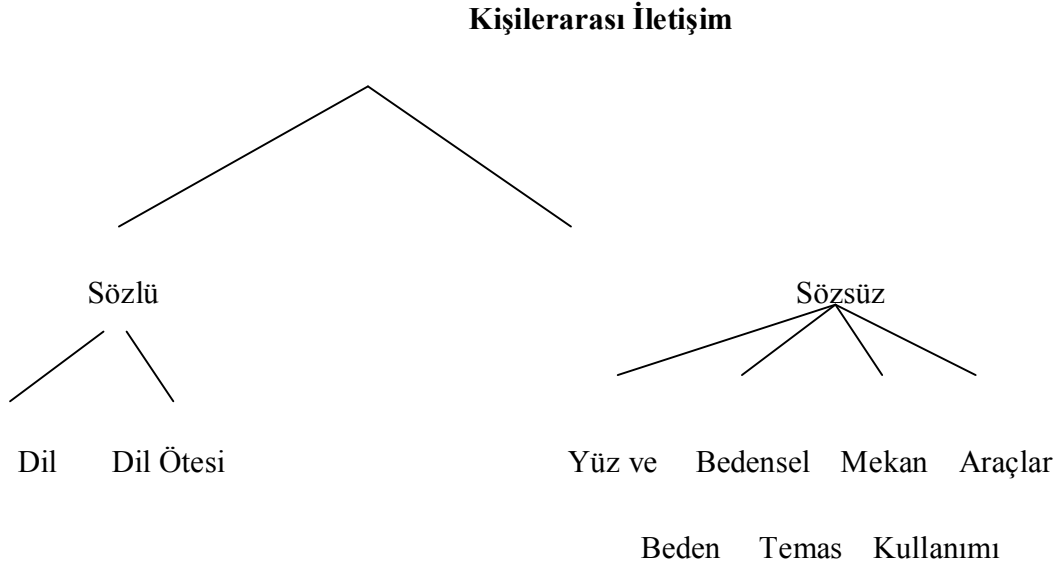 Kişilerarası İletişim
Sözlü Sözsüz
Dil Dil Ötesi Yüz ve Bedensel Mekan Araçlar
Beden Temas Kullanımı